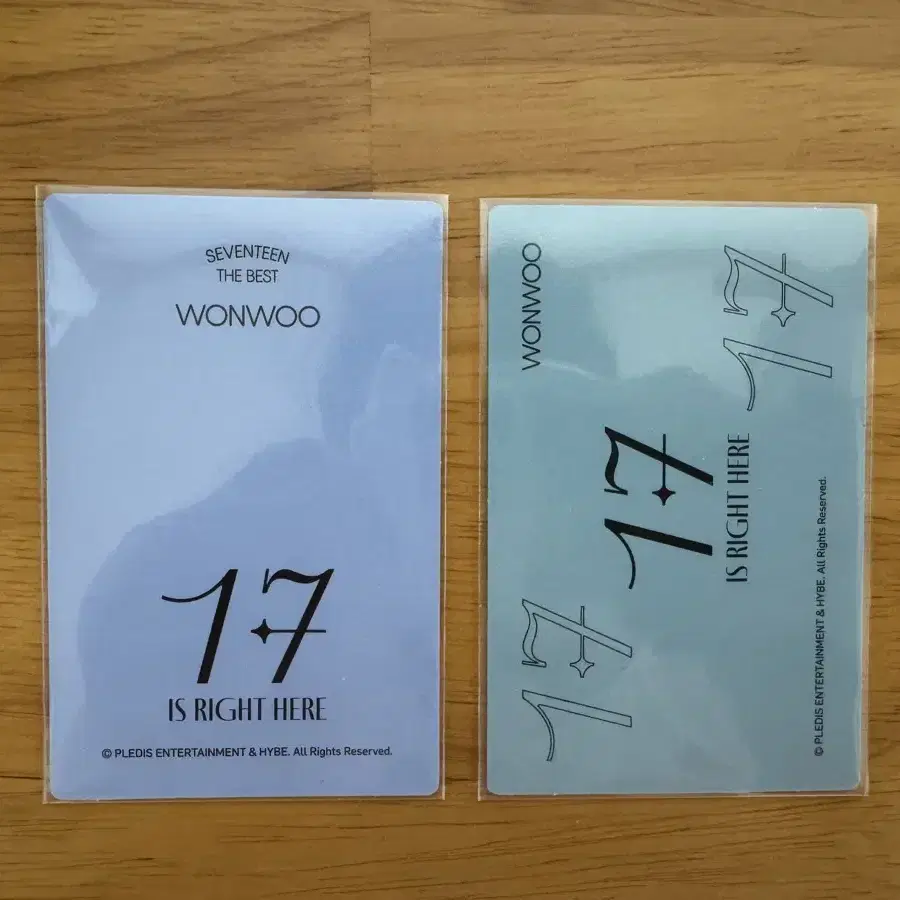 SEVENTEEN
THE BEST
WONWOO
17
IS RIGHT HERE
© PLEDIS ENTERTAINMENT & HYBE. All Rights Reserved.
WONWOO
17
17
IS RIGHT HERE
17
© PLEDIS ENTERTAINMENT & HYBE. All Rights Reserved.